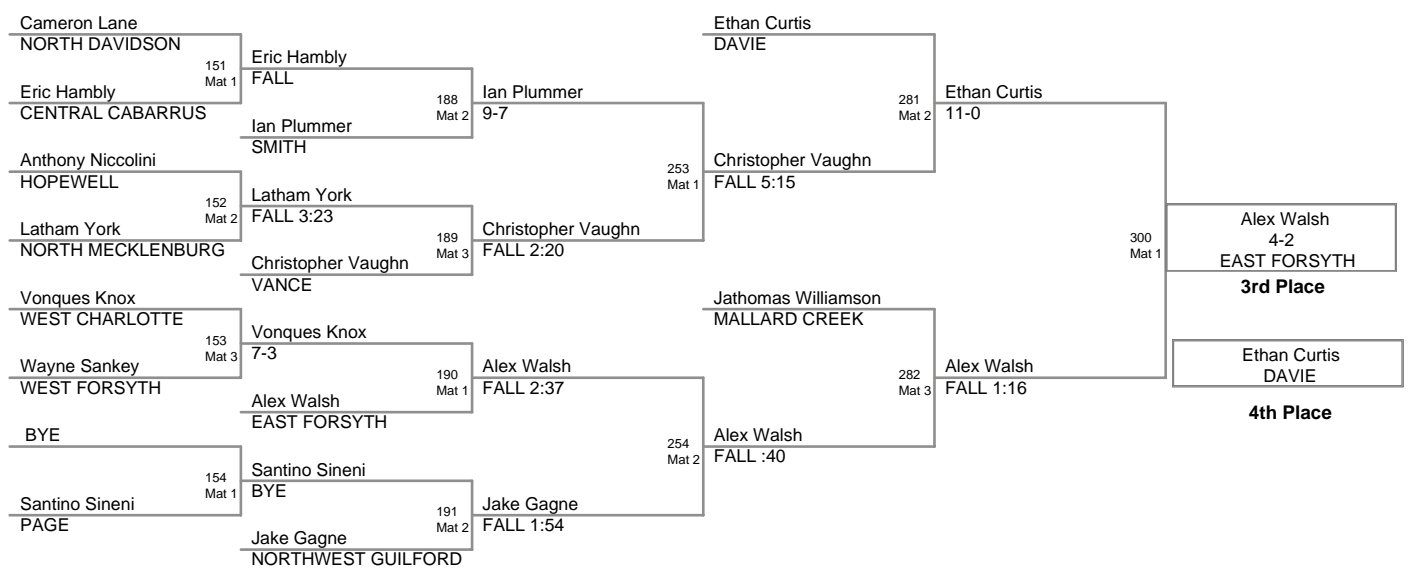 Cameron Lane
NORTH DAVIDSON
151
Mat 1
Eric Hambly
CENTRAL CABARRUS
Anthony Niccolini
HOPEWELL
152
Mat 2
Latham York
NORTH MECKLENBURG
Vonques Knox
WEST CHARLOTTE
153
Mat 3
Wayne Sankey
WEST FORSYTH
BYE
154
Mat 1
Santino Sineni
PAGE
Eric Hambly
FALL
188
Mat 2
Ian Plummer
SMITH
Latham York
FALL 3:23
189
Mat 3
Christopher Vaughn
VANCE
Vonques Knox
7-3
190
Mat 1
Alex Walsh
EAST FORSYTH
Santino Sineni
BYE
191
Mat 2
Jake Gagne
NORTHWEST GUILFORD
Ian Plummer
9-7
253
Mat 1
Christopher Vaughn
FALL 2:20
Alex Walsh
FALL 2:37
254
Mat 2
Jake Gagne
FALL 1:54
Ethan Curtis
DAVIE
281
Mat 2
Christopher Vaughn
FALL 5:15
Jathomas Williamson
MALLARD CREEK
282
Mat 3
Alex Walsh
FALL :40
Ethan Curtis
11-0
300
Mat 1
Alex Walsh
FALL 1:16
Alex Walsh
4-2
EAST FORSYTH
3rd Place
Ethan Curtis
DAVIE
4th Place